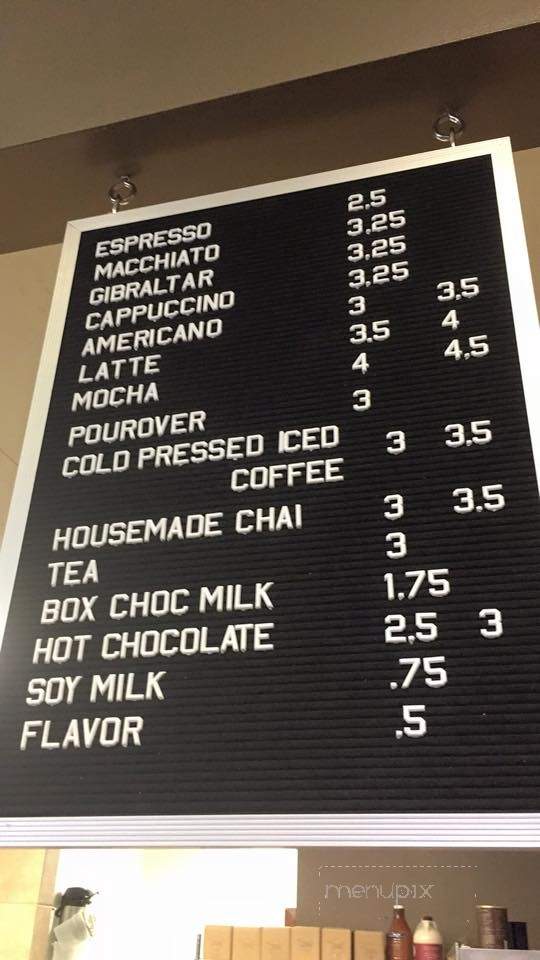 ESPRESSO 2.5
MACCHIATO 3.25
GIBRALTAR 3.25
CAPPUCCINO 3.25
AMERICANO 3 3.5
LATTE 3.5 4
MOCHA 4 4.5
POUROVER 3
COLD PRESSED ICED 3 3.5
COFFEE
HOUSEMADE CHAI 3 3.5
TEA 3
BOX CHOC MILK 1.75
HOT CHOCOLATE 2.5 3
SOY MILK .75
FLAVOR .5
menupix